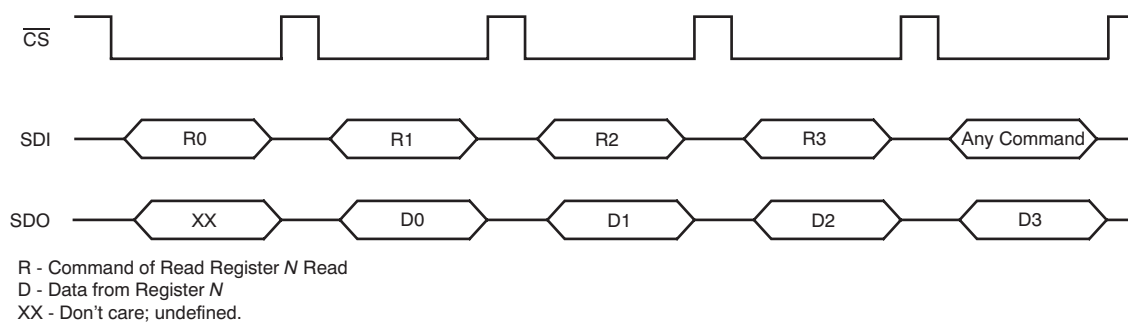 CS
SDI R0 R1 R2 R3 Any Command
SDO XX D0 D1 D2 D3
R - Command of Read Register N Read
D - Data from Register N
XX - Don't care; undefined.